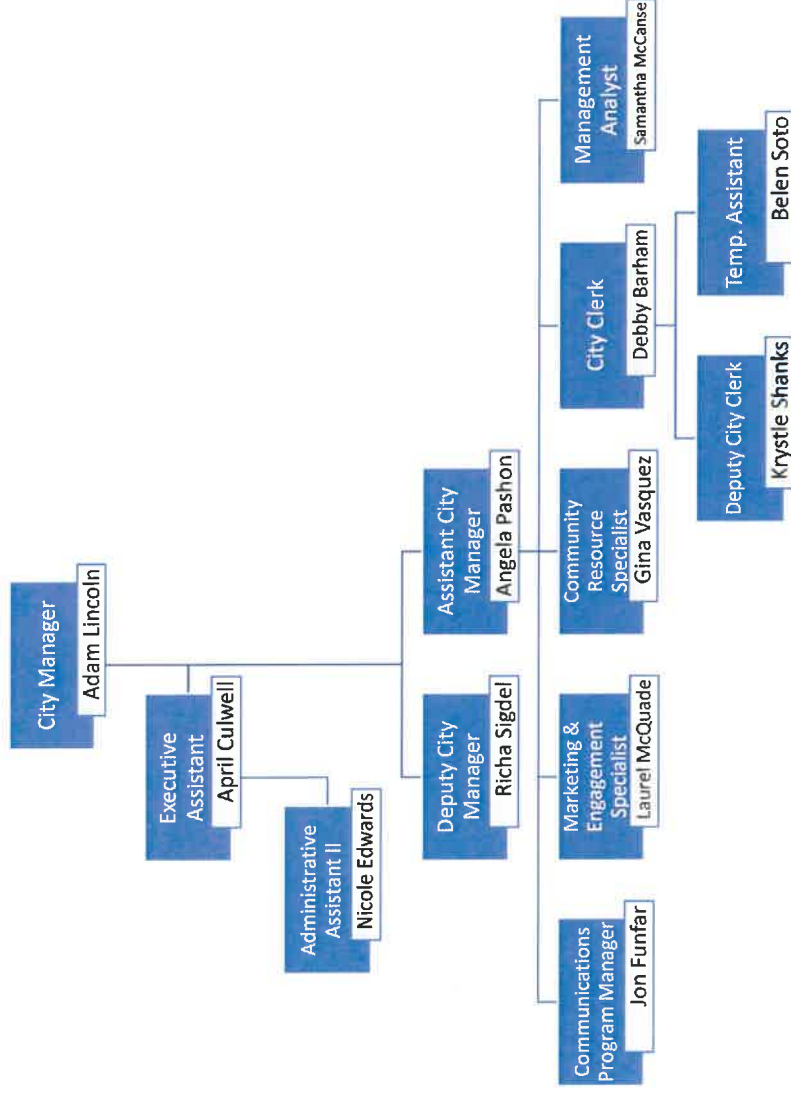 City Manager
Adam Lincoln
Executive
Assistant
April Culwell
Administrative
Assistant II
Nicole Edwards
Deputy City
Manager
Richa Sigdel
Assistant City
Manager
Angela Pashon
Communications
Program Manager
Jon Funfar
Marketing &
Engagement
Specialist
Laurel McQuade
Community
Resource
Specialist
Gina Vasquez
City Clerk
Debby Barham
Management
Analyst
Samantha McCanse
Deputy City Clerk
Krystle Shanks
Temp. Assistant
Belen Soto